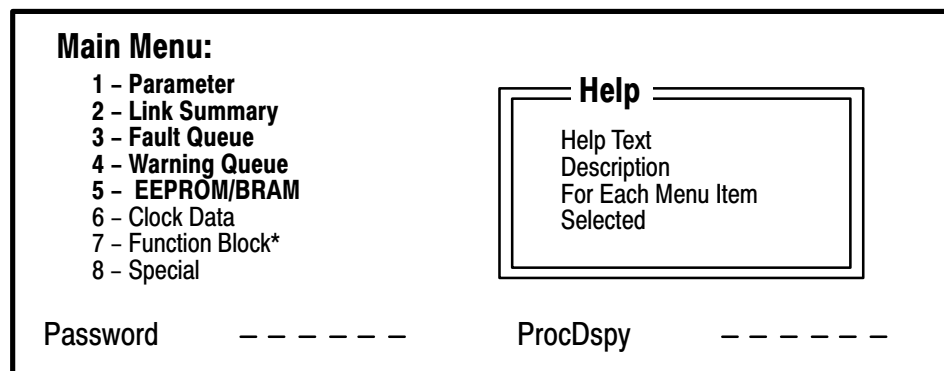 Main Menu:
1 – Parameter
2 – Link Summary
3 – Fault Queue
4 – Warning Queue
5 – EEPROM/BRAM
6 – Clock Data
7 – Function Block*
8 – Special
Help
Help Text
Description
For Each Menu Item
Selected
Password – – – – – – ProcDspy – – – – – –